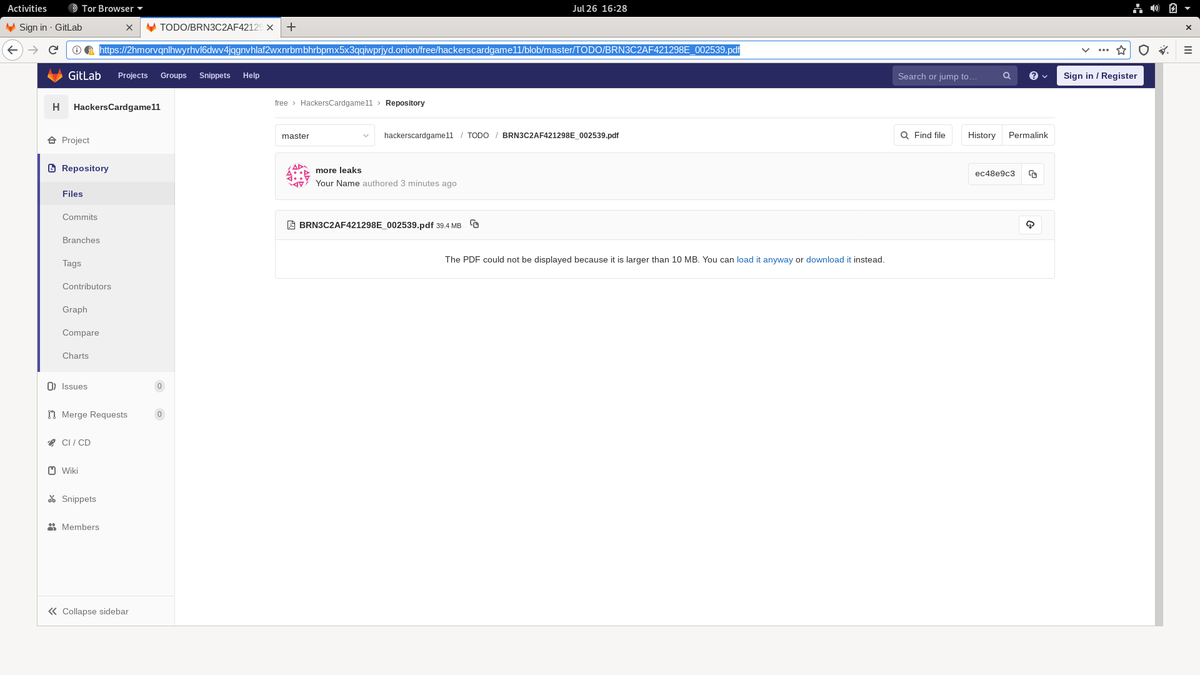 Activities Tor Browser Jul 26 16:28
Sign in · GitLab TODO/BRN3C2AF42129
https://2hmorvqnlhwyrhvl6dwv4jqgnvhlaf2wxnrbmbhrbpmx5x3qqiwprjyd.onion/free/hackerscardgame11/blob/master/TODO/BRN3C2AF421298E_002539.pdf
GitLab Projects Groups Snippets Help Search or jump to… Sign in / Register
H HackersCardgame11
Project
Repository
Files
Commits
Branches
Tags
Contributors
Graph
Compare
Charts
Issues 0
Merge Requests 0
CI / CD
Wiki
Snippets
Members
Collapse sidebar
free › HackersCardgame11 › Repository
master hackerscardgame11 / TODO / BRN3C2AF421298E_002539.pdf Find file History Permalink
more leaks
Your Name authored 3 minutes ago
ec48e9c3
BRN3C2AF421298E_002539.pdf 39.4 MB
The PDF could not be displayed because it is larger than 10 MB. You can load it anyway or download it instead.